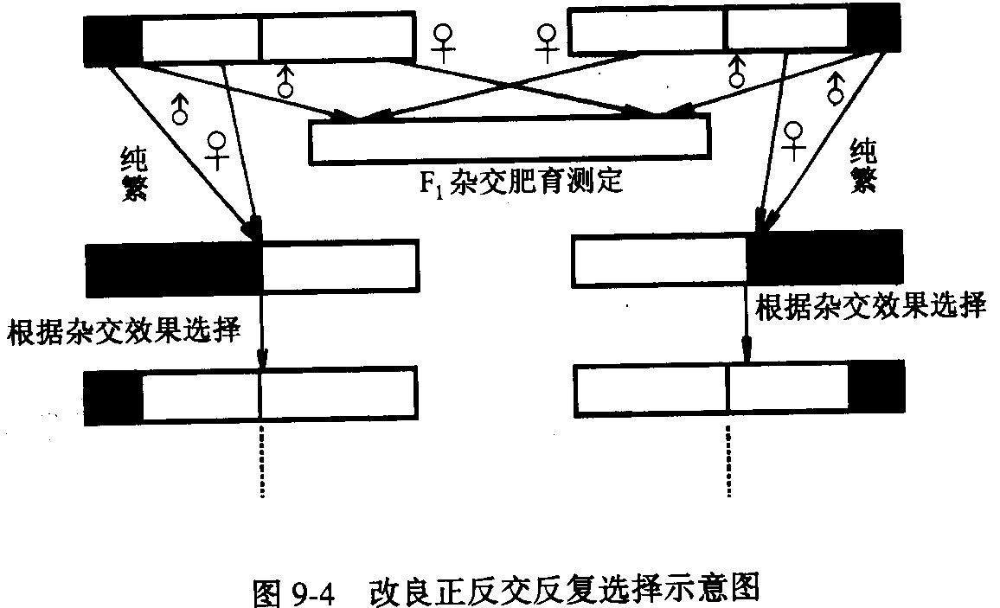 ♀ ♀
♂ ♂
♂ ♂
♀ ♀
纯繁 纯繁
F₁杂交肥育测定
根据杂交效果选择 根据杂交效果选择
图 9-4 改良正反交反复选择示意图